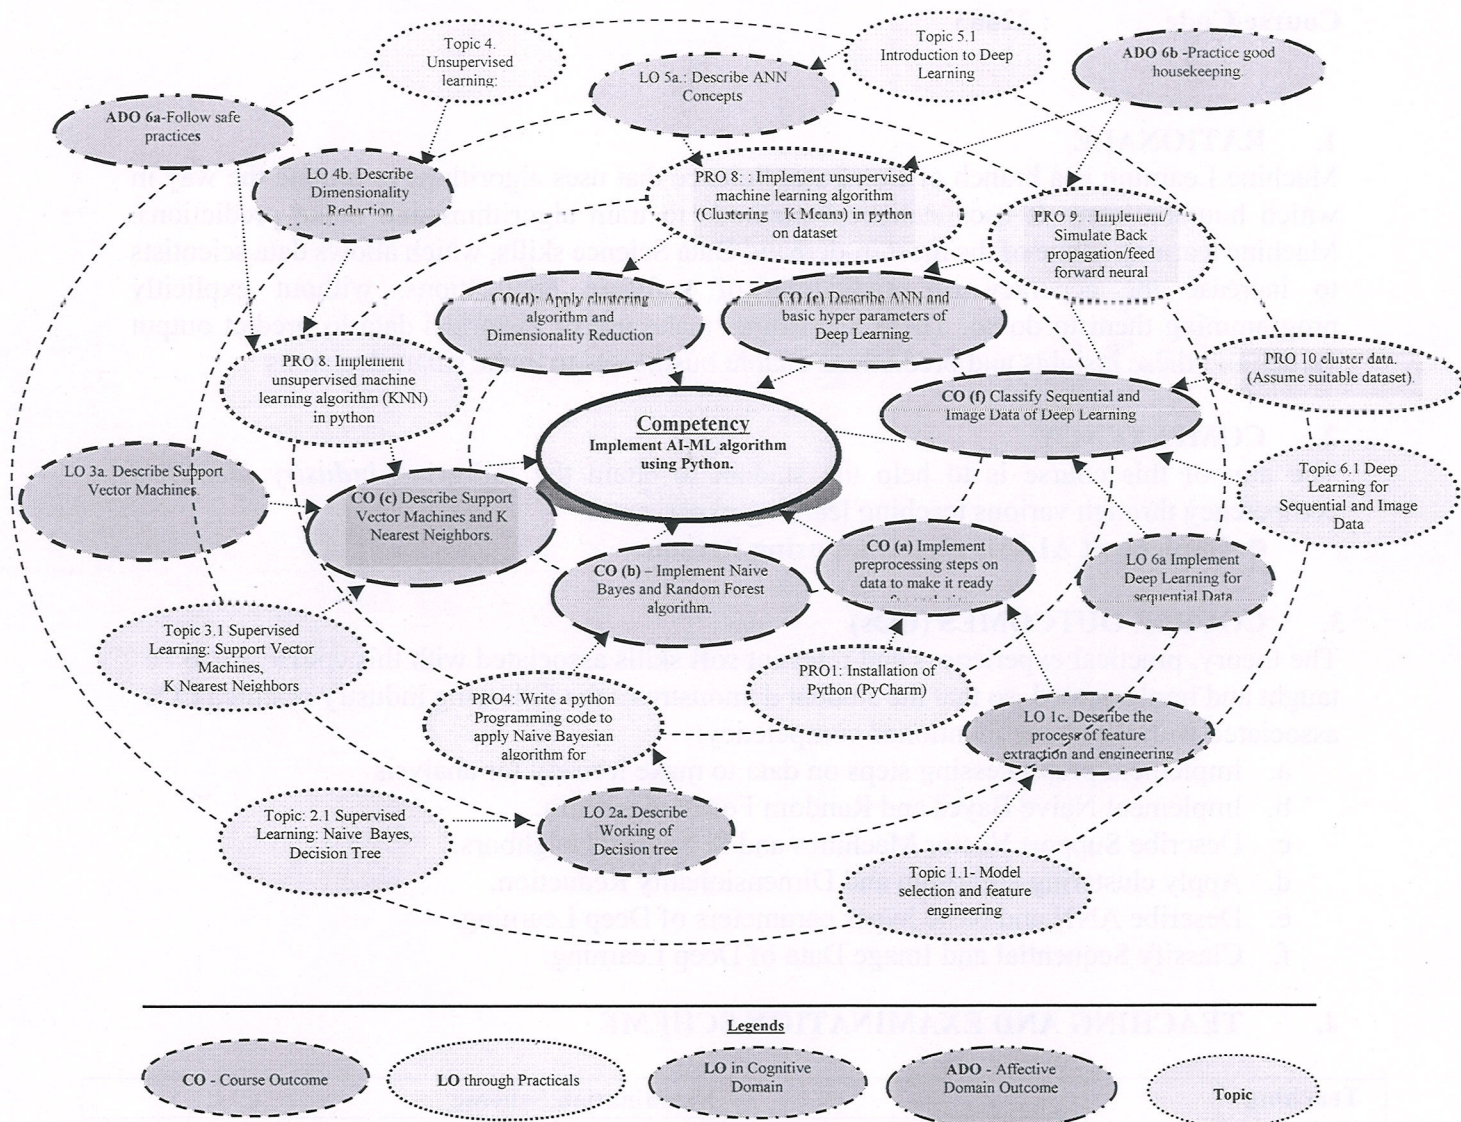 Topic 4.
Unsupervised
learning:
Topic 5.1
Introduction to Deep
Learning
ADO 6b -Practice good
housekeeping.
LO 5a.: Describe ANN
Concepts
ADO 6a-Follow safe
practices
LO 4b. Describe
Dimensionality
Reduction
PRO 8: Implement unsupervised
machine learning algorithm
(Clustering – K Means) in python
on dataset
PRO 9. . Implement/
Simulate Back
propagation/feed
forward neural
CO(d): Apply clustering
algorithm and
Dimensionality Reduction
CO (e) Describe ANN and
basic hyper parameters of
Deep Learning.
PRO 8. Implement
unsupervised machine
learning algorithm (KNN)
in python
PRO 10 cluster data.
(Assume suitable dataset).
CO (f) Classify Sequential and
Image Data of Deep Learning
Competency
Implement AI-ML algorithm
using Python.
LO 3a. Describe Support
Vector Machines.
CO (c) Describe Support
Vector Machines and K
Nearest Neighbors.
Topic 6.1 Deep
Learning for
Sequential and Image
Data
CO (b) – Implement Naive
Bayes and Random Forest
algorithm.
CO (a) Implement
preprocessing steps on
data to make it ready
LO 6a Implement
Deep Learning for
sequential Data
Topic 3.1 Supervised
Learning: Support Vector
Machines,
K Nearest Neighbors
PRO4: Write a python
Programming code to
apply Naive Bayesian
algorithm for
PRO1: Installation of
Python (PyCharm)
LO 1c. Describe the
process of feature
extraction and engineering
Topic: 2.1 Supervised
Learning: Naive Bayes,
Decision Tree
LO 2a. Describe
Working of
Decision tree
Topic 1.1- Model
selection and feature
engineering
Legends
CO - Course Outcome
LO through Practicals
LO in Cognitive
Domain
ADO - Affective
Domain Outcome
Topic